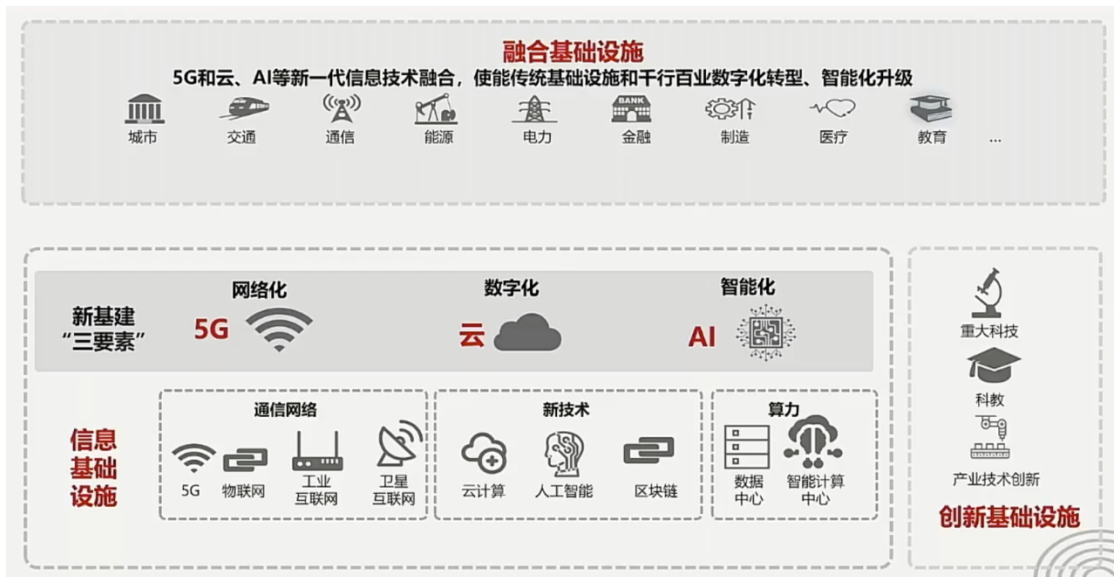 融合基础设施
5G和云、AI等新一代信息技术融合，使能传统基础设施和千行百业数字化转型、智能化升级
BANK
城市
交通
通信
能源
电力
金融
制造
医疗
教育
...
新基建
“三要素”
网络化
5G
数字化
云
智能化
AI
信息
基础
设施
通信网络
5G
物联网
工业
互联网
卫星
互联网
新技术
云计算
人工智能
区块链
算力
数据
中心
智能计算
中心
重大科技
科教
产业技术创新
创新基础设施